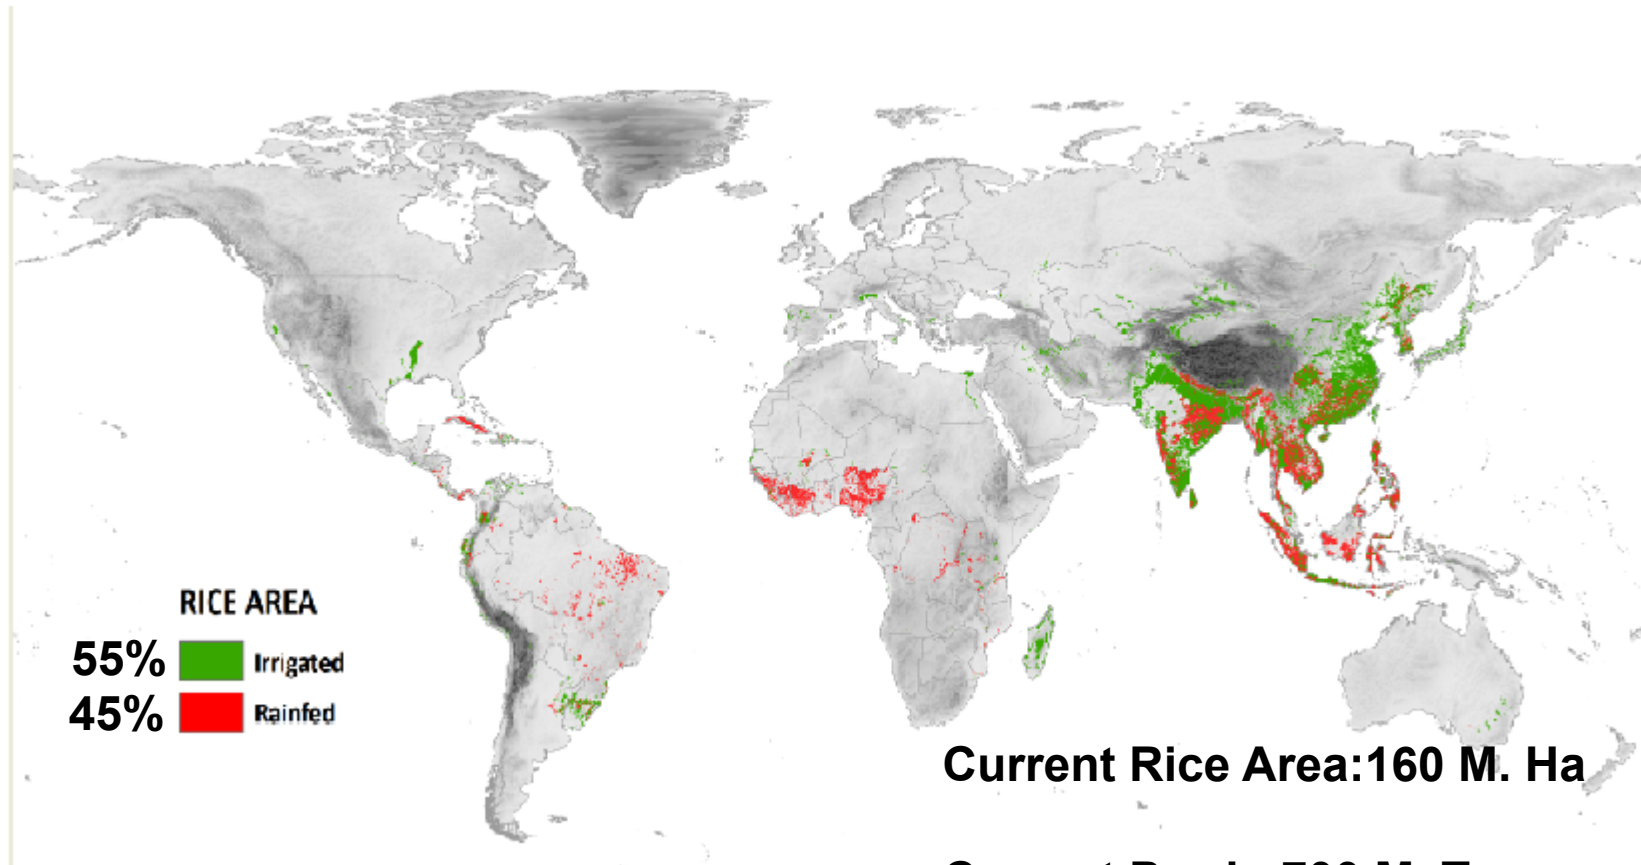 RICE AREA
55% Irrigated
45% Rainfed
Current Rice Area:160 M. Ha